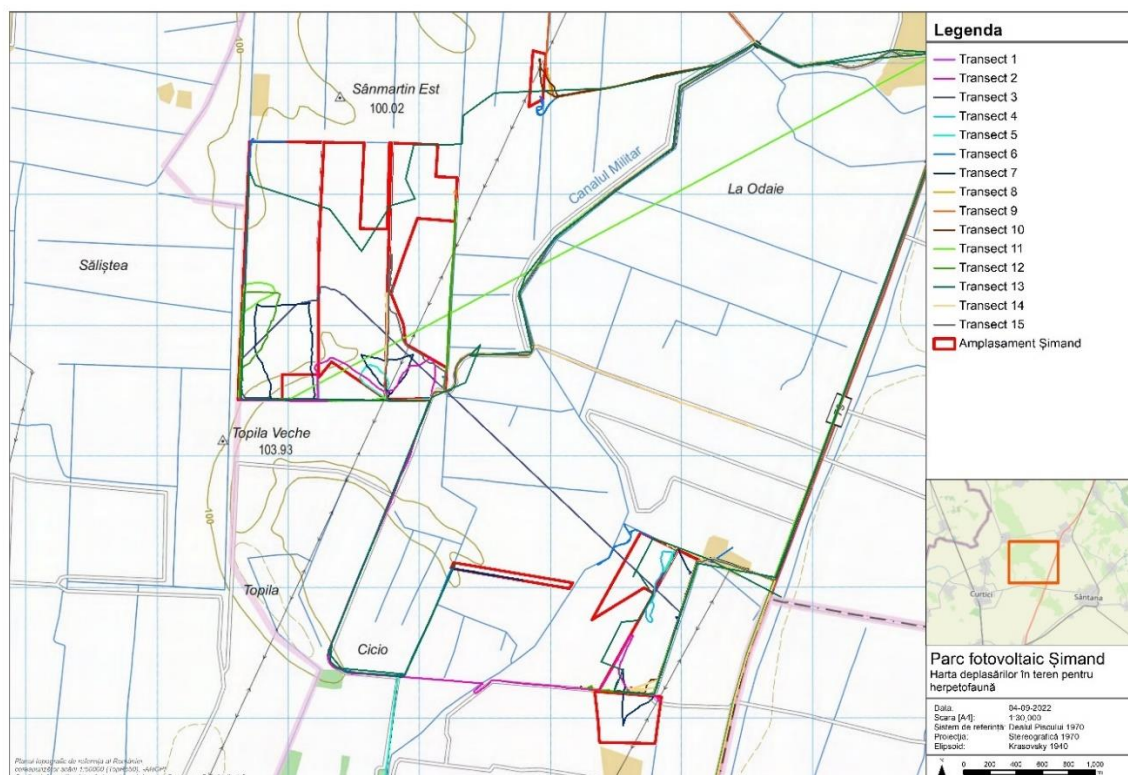 100
Sânmartin Est
100.02
Canalul Militar
La Odaie
Săliștea
Topila Veche
103.93
100
Topila
Cicio
79
Legenda
Transect 1
Transect 2
Transect 3
Transect 4
Transect 5
Transect 6
Transect 7
Transect 8
Transect 9
Transect 10
Transect 11
Transect 12
Transect 13
Transect 14
Transect 15
Amplasament Șimand
Curtici
Sântana
Parc fotovoltaic Șimand
Harta deplasărilor în teren pentru
herpetofaună
Data: 04-09-2022
Scara [A4]: 1:30,000
Sistem de referință: Dealul Piscului 1970
Proiecția: Stereografică 1970
Elipsoid: Krasovsky 1940
0 200 400 600 800 1,000